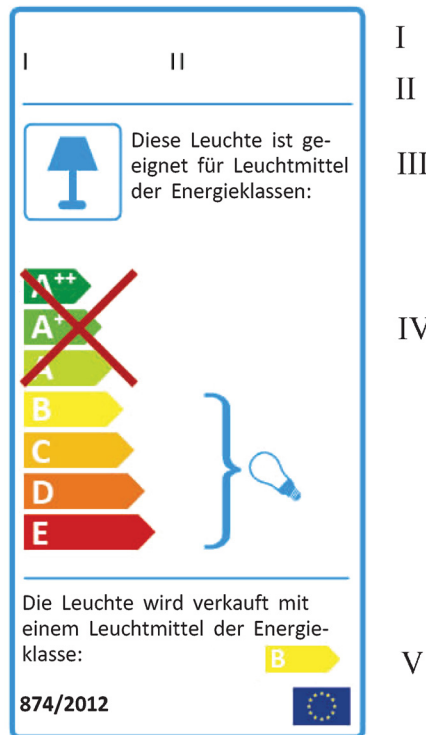 I II
I
II
Diese Leuchte ist ge-
eignet für Leuchtmittel
der Energieklassen:
III
A++
A+
IV
A
B
C
D
E
Die Leuchte wird verkauft mit
einem Leuchtmittel der Energie-
klasse:
B
V
874/2012